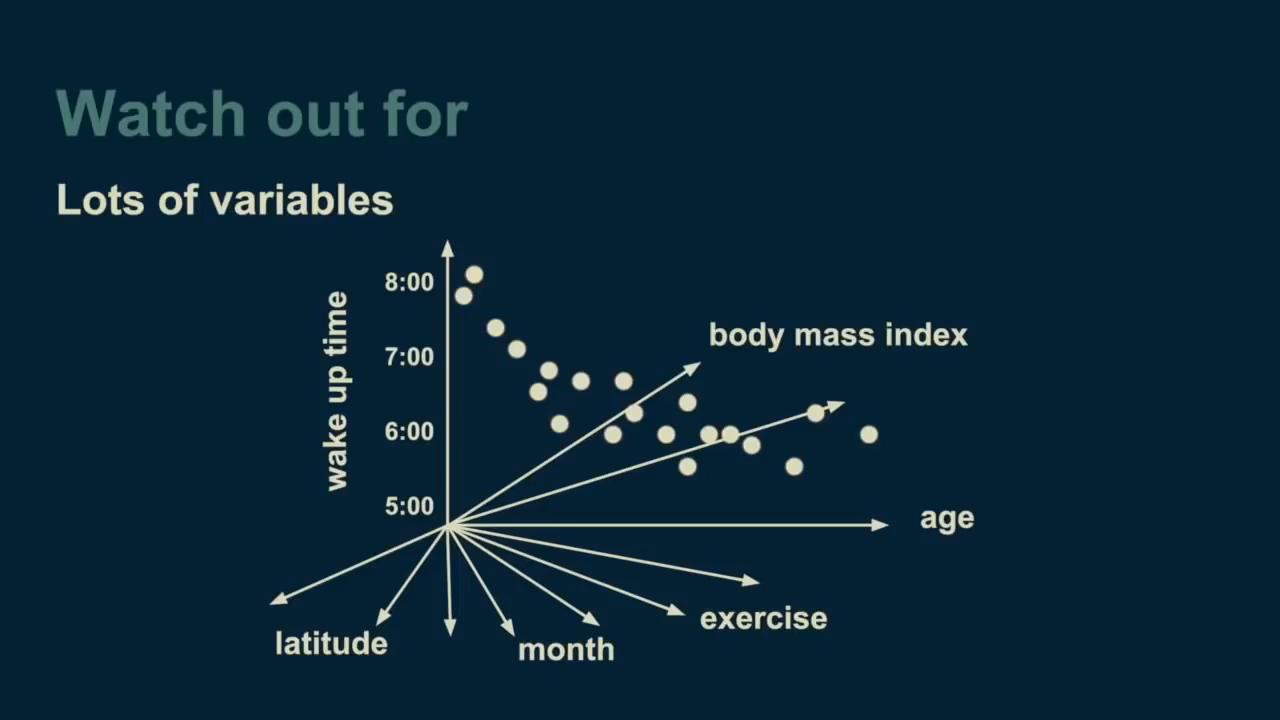 Watch out for
Lots of variables
wake up time
8:00
7:00
6:00
5:00
body mass index
age
exercise
month
latitude